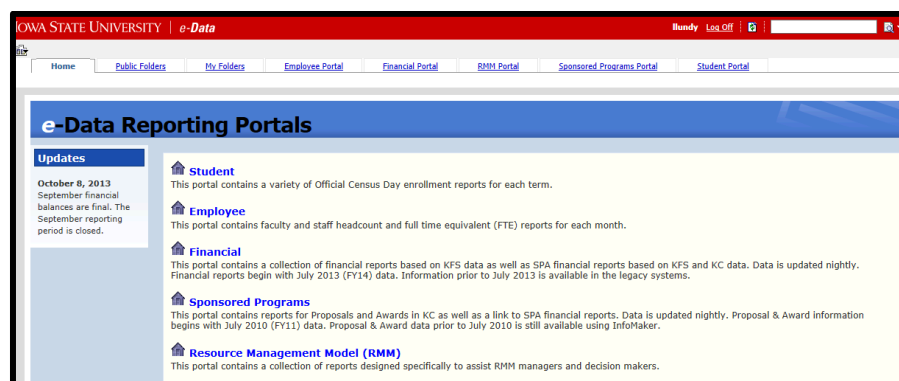 IOWA STATE UNIVERSITY | e-Data
llundy Log Off
Home Public Folders My Folders Employee Portal Financial Portal RMM Portal Sponsored Programs Portal Student Portal
e-Data Reporting Portals
Updates
October 8, 2013
September financial
balances are final. The
September reporting
period is closed.
Student
This portal contains a variety of Official Census Day enrollment reports for each term.
Employee
This portal contains faculty and staff headcount and full time equivalent (FTE) reports for each month.
Financial
This portal contains a collection of financial reports based on KFS data as well as SPA financial reports based on KFS and KC data. Data is updated nightly.
Financial reports begin with July 2013 (FY14) data. Information prior to July 2013 is available in the legacy systems.
Sponsored Programs
This portal contains reports for Proposals and Awards in KC as well as a link to SPA financial reports. Data is updated nightly. Proposal & Award information
begins with July 2010 (FY11) data. Proposal & Award data prior to July 2010 is still available using InfoMaker.
Resource Management Model (RMM)
This portal contains a collection of reports designed specifically to assist RMM managers and decision makers.